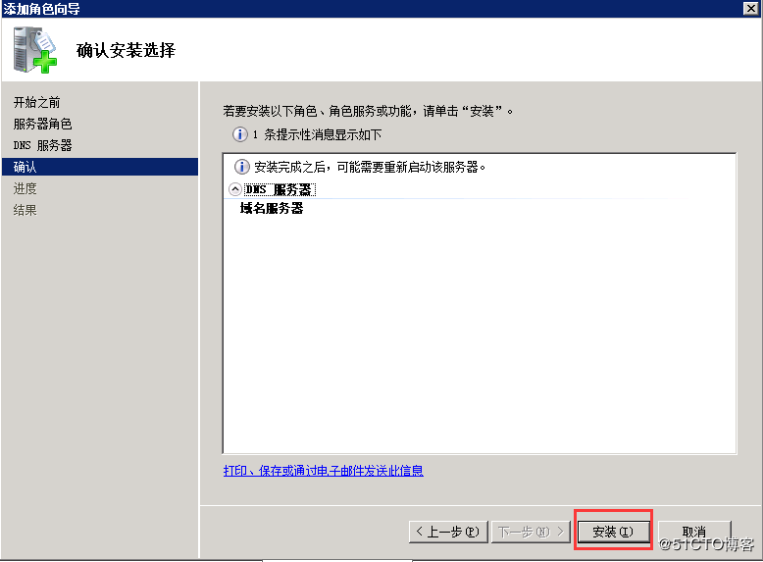 添加角色向导
确认安装选择
开始之前
服务器角色
DNS 服务器
确认
进度
结果
若要安装以下角色、角色服务或功能，请单击“安装”。
1 条提示性消息显示如下
安装完成之后，可能需要重新启动该服务器。
DNS 服务器
域名服务器
打印、保存或通过电子邮件发送此信息
< 上一步(P)
下一步(N) >
安装(I)
取消
@51CTO博客